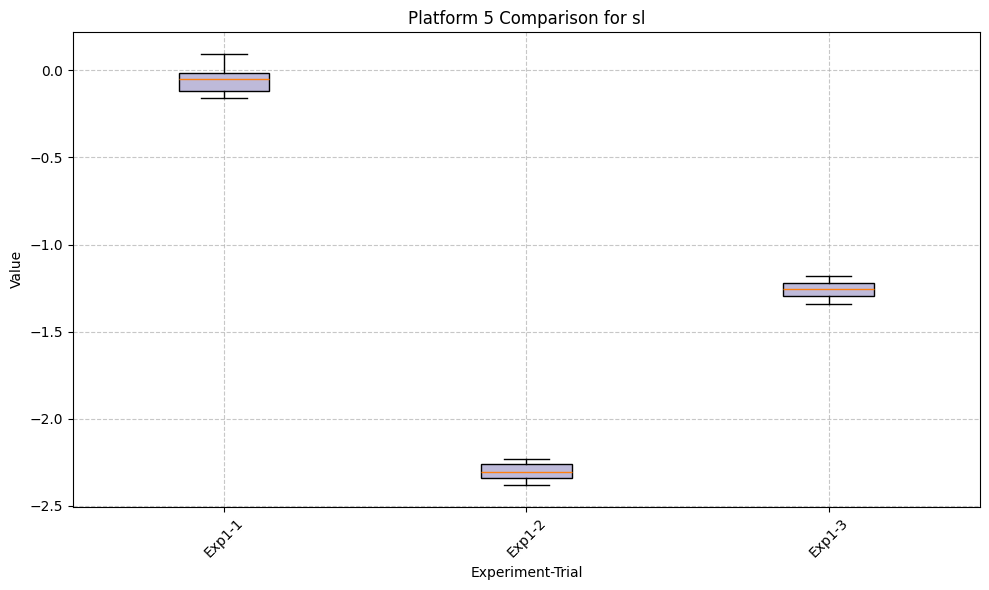 Platform 5 Comparison for sl
0.0
−0.5
−1.0
−1.5
−2.0
−2.5
Value
Exp1-1
Exp1-2
Exp1-3
Experiment-Trial